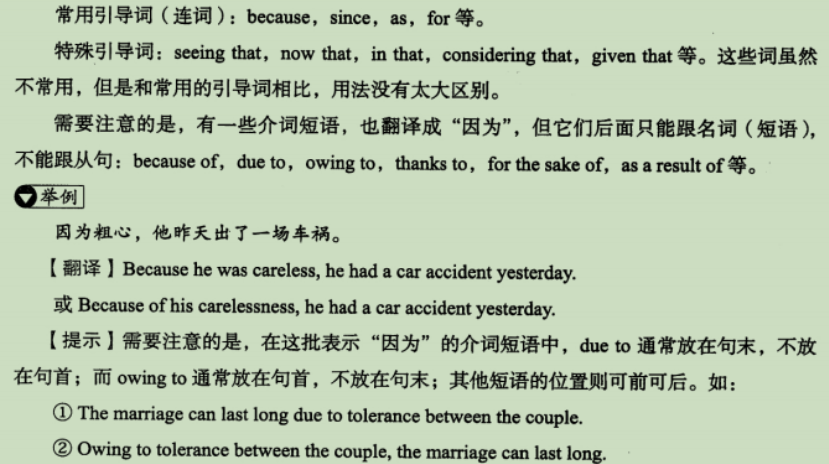 常用引导词（连词）：because，since，as，for 等。
特殊引导词：seeing that，now that，in that，considering that，given that 等。这些词虽然
不常用，但是和常用的引导词相比，用法没有太大区别。
需要注意的是，有一些介词短语，也翻译成“因为”，但它们后面只能跟名词（短语），
不能跟从句：because of，due to，owing to，thanks to，for the sake of，as a result of 等。
举例
因为粗心，他昨天出了一场车祸。
【翻译】Because he was careless, he had a car accident yesterday.
或 Because of his carelessness, he had a car accident yesterday.
【提示】需要注意的是，在这批表示“因为”的介词短语中，due to 通常放在句末，不放
在句首；而 owing to 通常放在句首，不放在句末；其他短语的位置则可前可后。如：
① The marriage can last long due to tolerance between the couple.
② Owing to tolerance between the couple, the marriage can last long.